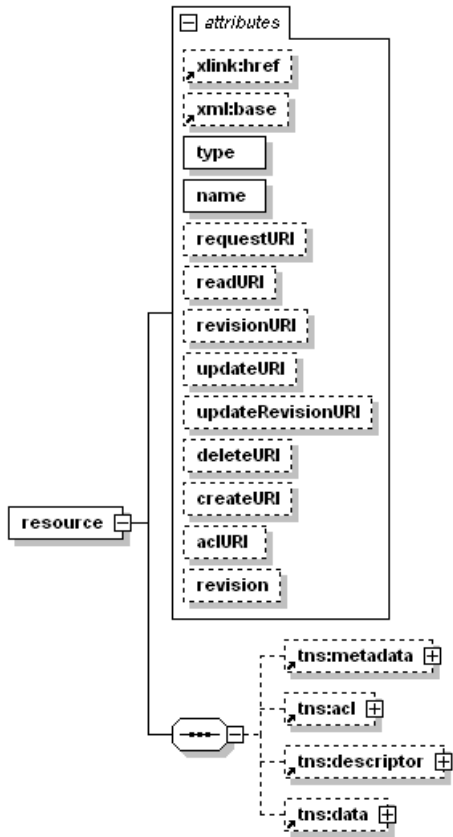 attributes
xlink:href
xml:base
type
name
requestURI
readURI
revisionURI
updateURI
updateRevisionURI
deleteURI
createURI
aclURI
revision
resource
tns:metadata
tns:acl
tns:descriptor
tns:data